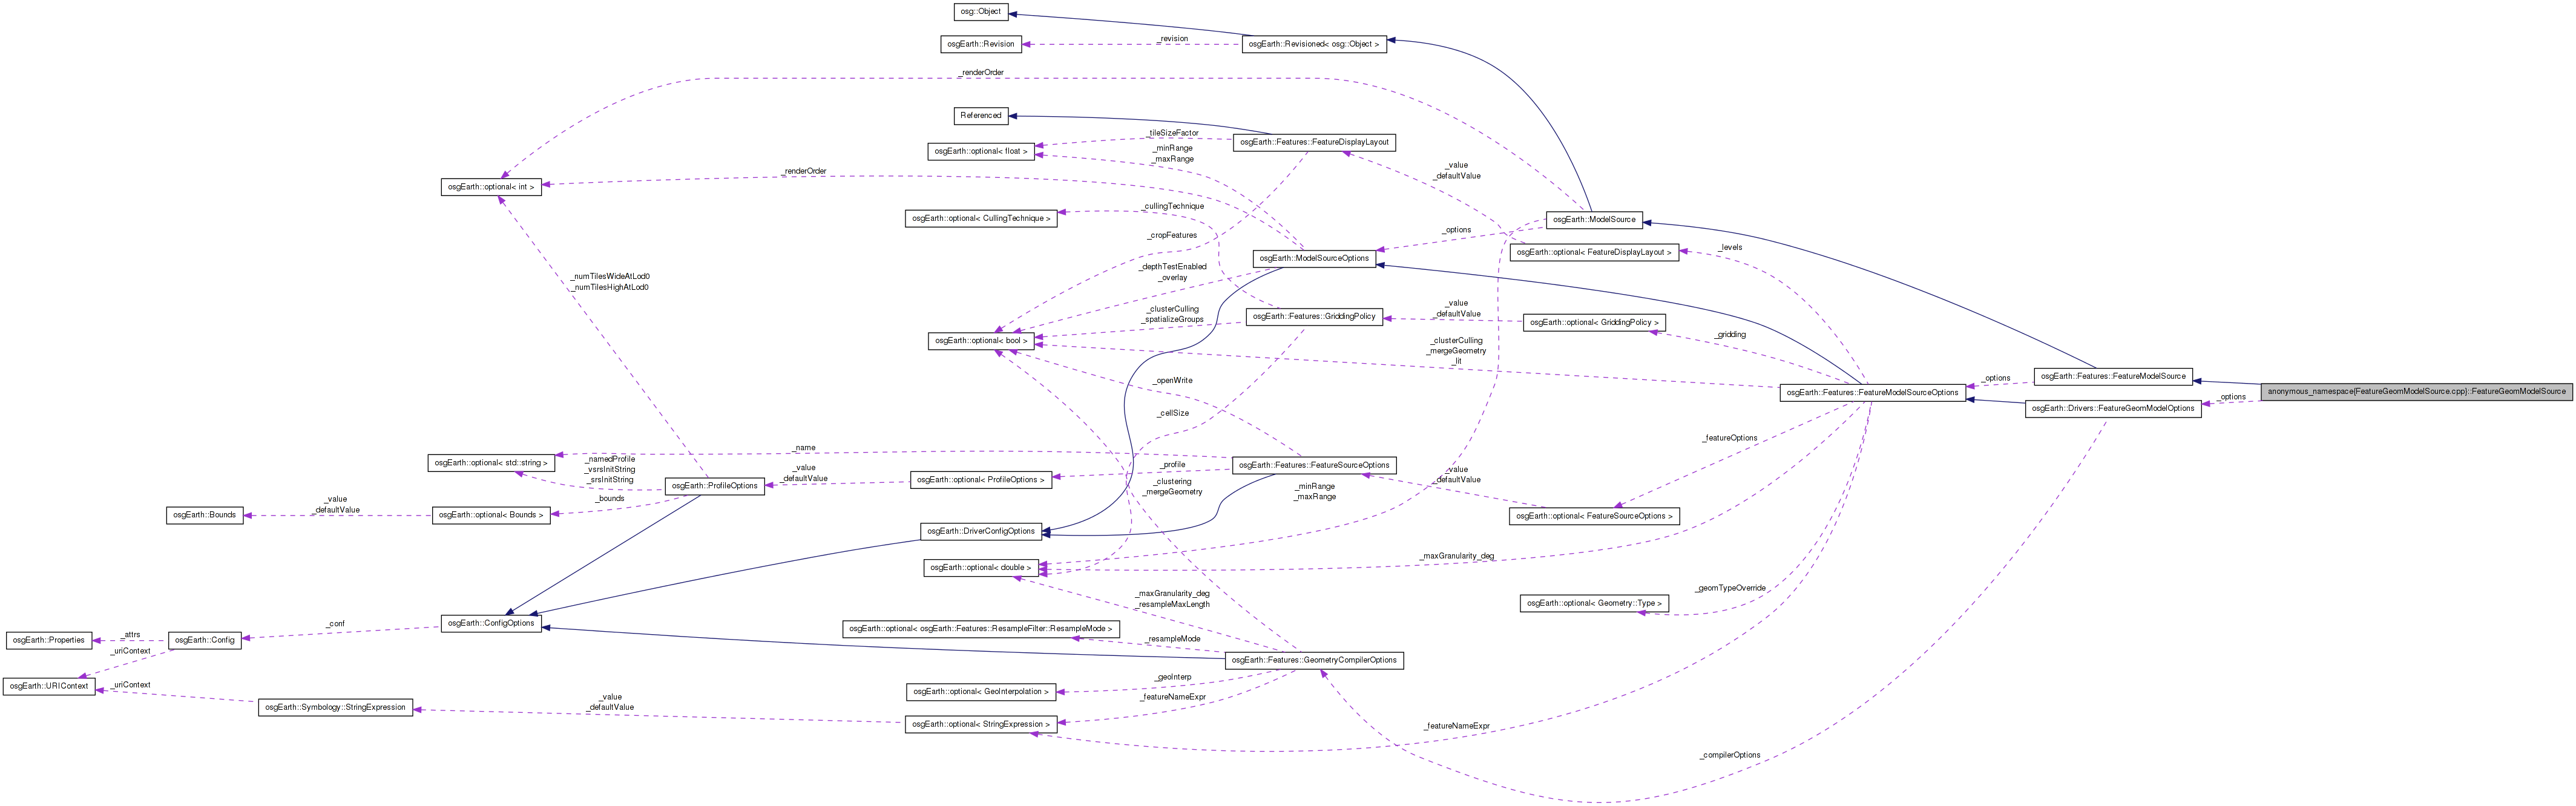 osg::Object
osgEarth::Revision
_revision
osgEarth::Revisioned< osg::Object >
_renderOrder
Referenced
_tileSizeFactor
osgEarth::Features::FeatureDisplayLayout
osgEarth::optional< float >
_minRange
_maxRange
_value
_defaultValue
osgEarth::optional< int >
_renderOrder
_cullingTechnique
osgEarth::optional< CullingTechnique >
osgEarth::ModelSource
_cropFeatures
_options
_levels
osgEarth::optional< FeatureDisplayLayout >
osgEarth::ModelSourceOptions
_numTilesWideAtLod0
_numTilesHighAtLod0
_depthTestEnabled
_overlay
_clusterCulling
_spatializeGroups
osgEarth::Features::GriddingPolicy
_value
_defaultValue
osgEarth::optional< GriddingPolicy >
_gridding
osgEarth::optional< bool >
_clusterCulling
_mergeGeometry
_lit
_openWrite
osgEarth::Features::FeatureModelSource
_options
osgEarth::Features::FeatureModelSourceOptions
anonymous_namespace{FeatureGeomModelSource.cpp}::FeatureGeomModelSource
_options
osgEarth::Drivers::FeatureGeomModelOptions
_cellSize
_featureOptions
_name
osgEarth::optional< std::string >
_namedProfile
_vsrsInitString
_srsInitString
_value
_defaultValue
osgEarth::optional< ProfileOptions >
_profile
osgEarth::Features::FeatureSourceOptions
_value
_defaultValue
osgEarth::ProfileOptions
_clustering
_mergeGeometry
_minRange
_maxRange
_bounds
osgEarth::Bounds
_value
_defaultValue
osgEarth::optional< Bounds >
osgEarth::optional< FeatureSourceOptions >
osgEarth::DriverConfigOptions
osgEarth::optional< double >
_maxGranularity_deg
_geomTypeOverride
_maxGranularity_deg
_resampleMaxLength
osgEarth::optional< Geometry::Type >
_conf
osgEarth::ConfigOptions
osgEarth::Properties
_attrs
osgEarth::Config
osgEarth::optional< osgEarth::Features::ResampleFilter::ResampleMode >
_resampleMode
_uriContext
osgEarth::Features::GeometryCompilerOptions
_geoInterp
osgEarth::URIContext
_uriContext
osgEarth::optional< GeoInterpolation >
_featureNameExpr
osgEarth::Symbology::StringExpression
_value
_defaultValue
osgEarth::optional< StringExpression >
_featureNameExpr
_compilerOptions